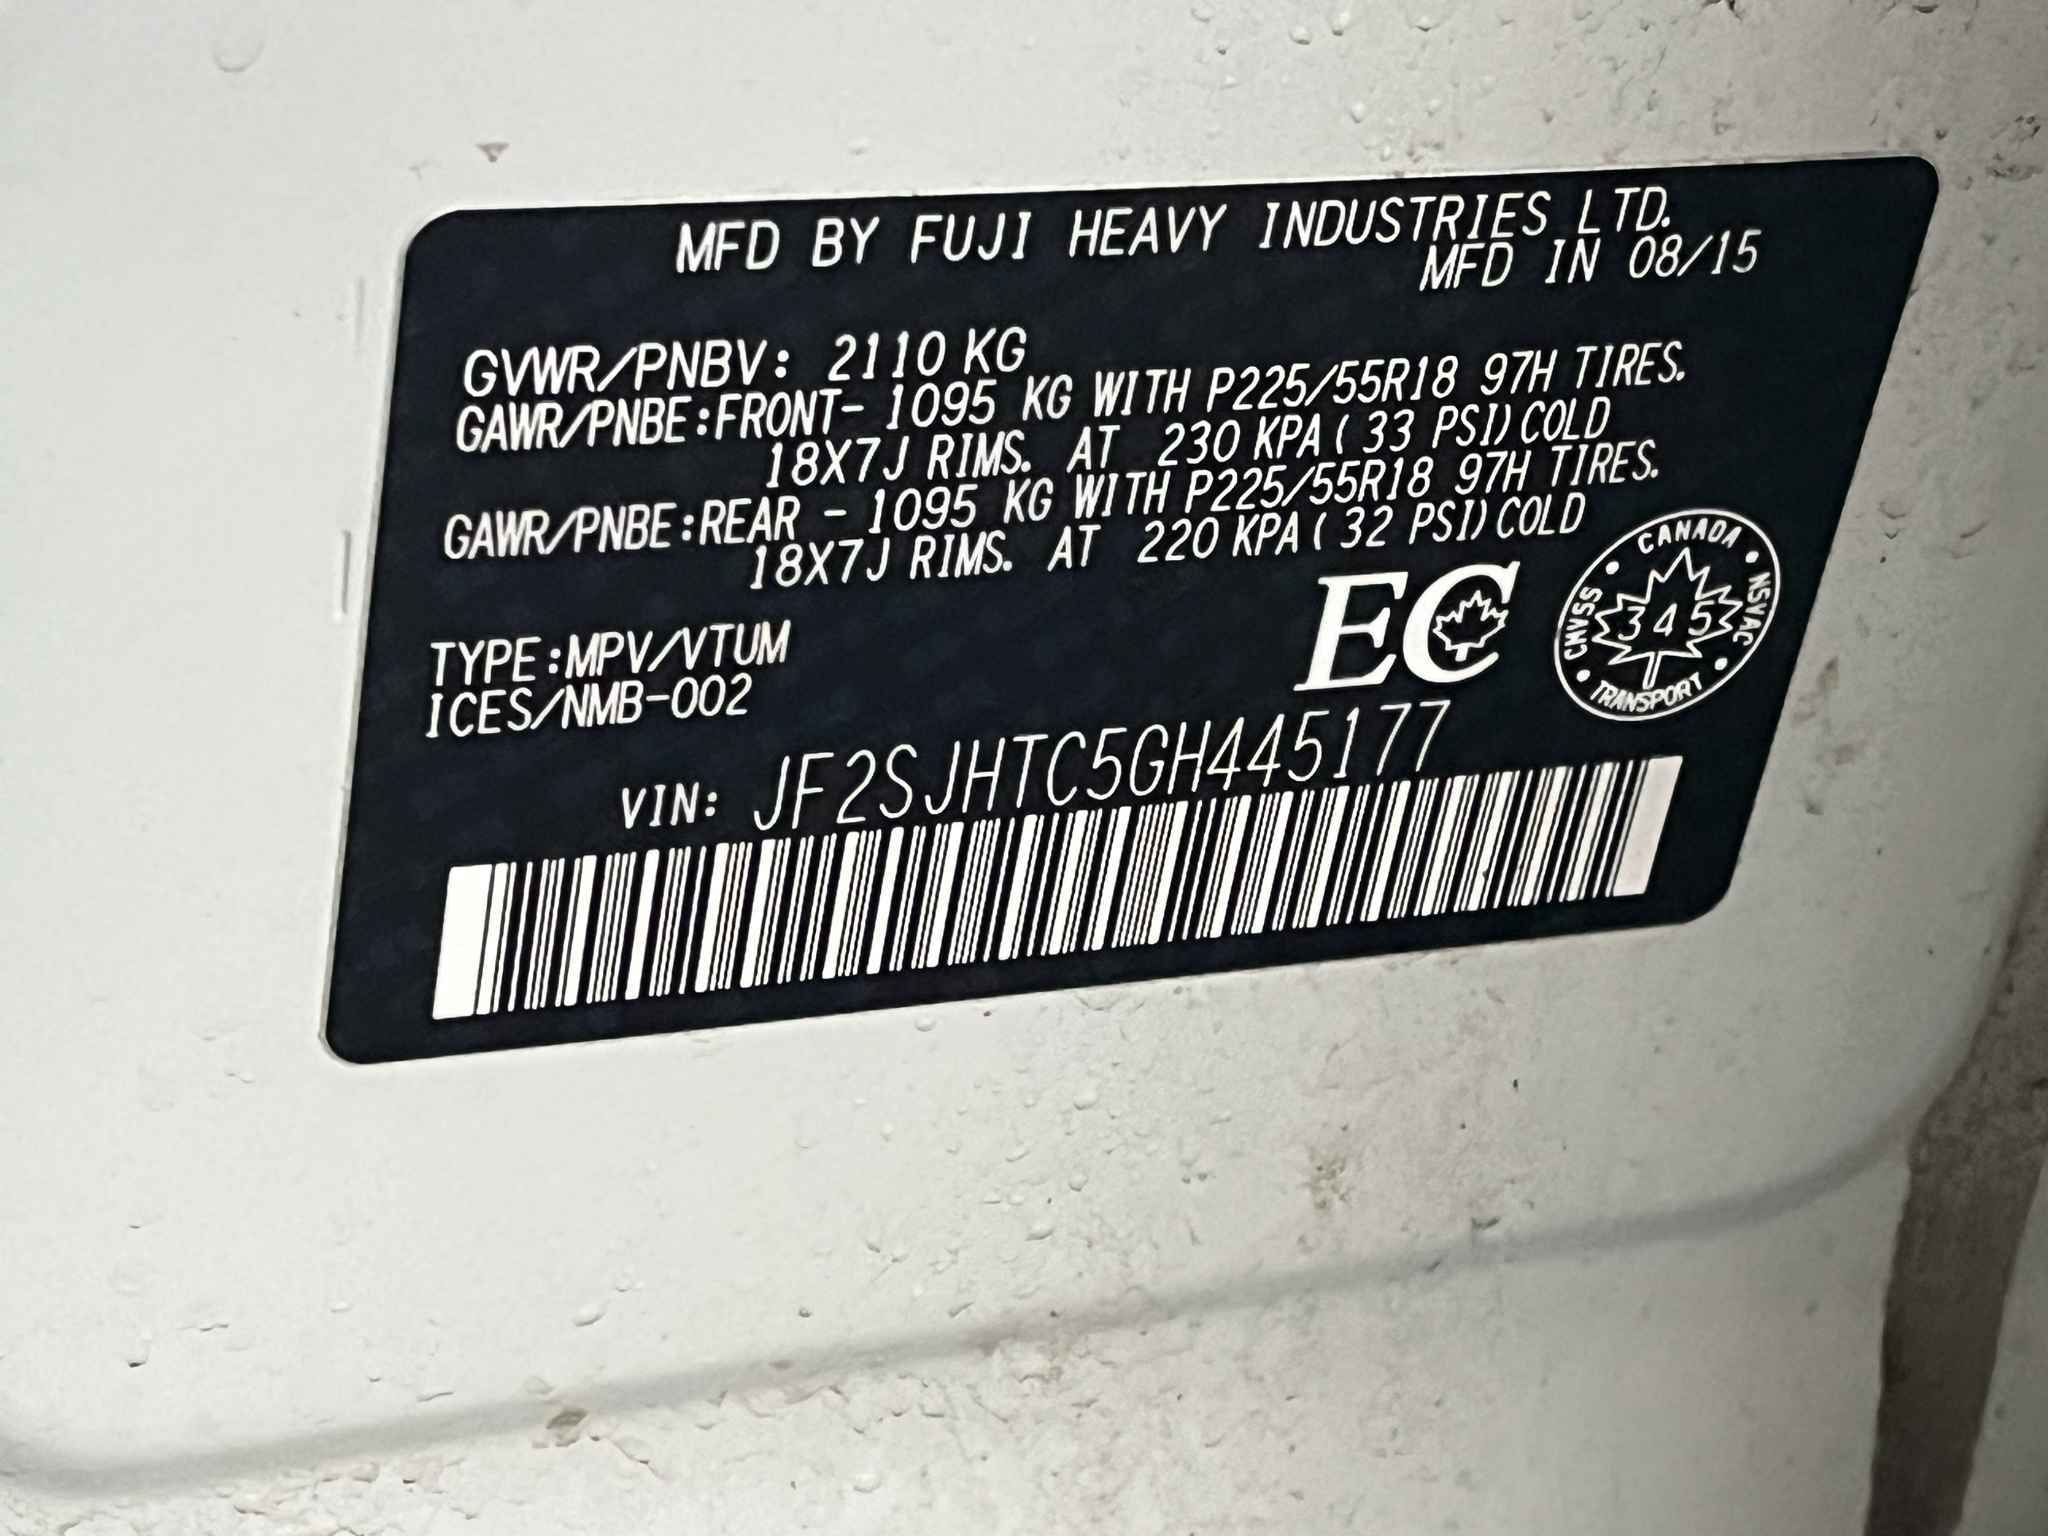 MFD BY FUJI HEAVY INDUSTRIES LTD.
MFD IN 08/15
GVWR/PNBV: 2110 KG
GAWR/PNBE:FRONT- 1095 KG WITH P225/55R18 97H TIRES.
18X7J RIMS. AT 230 KPA ( 33 PSI) COLD
GAWR/PNBE:REAR - 1095 KG WITH P225/55R18 97H TIRES.
18X7J RIMS. AT 220 KPA ( 32 PSI) COLD
TYPE:MPV/VTUM
ICES/NMB-002
EC
CANADA
CMVSS
345
NSVAC
TRANSPORT
VIN: JF2SJHTC5GH445177